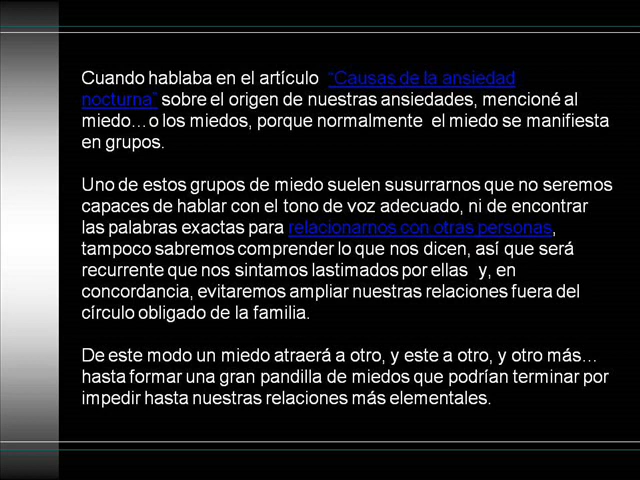 Cuando hablaba en el artículo  “Causas de la ansiedad
nocturna” sobre el origen de nuestras ansiedades, mencioné al
miedo… o los miedos, porque normalmente  el miedo se manifiesta
en grupos.
Uno de estos grupos de miedo suelen susurrarnos que no seremos
capaces de hablar con el tono de voz adecuado, ni de encontrar
las palabras exactas para relacionarnos con otras personas,
tampoco sabremos comprender lo que nos dicen, así que será
recurrente que nos sintamos lastimados por ellas  y, en
concordancia, evitaremos ampliar nuestras relaciones fuera del
círculo obligado de la familia.
De este modo un miedo atraerá a otro, y este a otro, y otro más…
hasta formar una gran pandilla de miedos que podrían terminar por
impedir hasta nuestras relaciones más elementales.